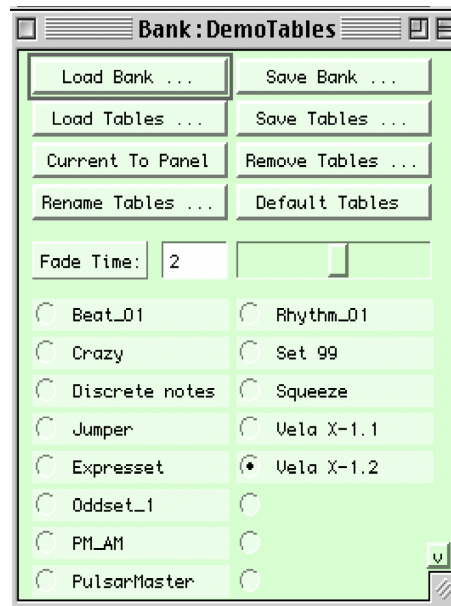 Bank:DemoTables
Load Bank ... Save Bank ...
Load Tables ... Save Tables ...
Current To Panel Remove Tables ...
Rename Tables ... Default Tables
Fade Time: 2
Beat_01 Rhythm_01
Crazy Set 99
Discrete notes Squeeze
Jumper Vela X-1.1
Expresset Vela X-1.2
Oddset_1
PM_AM
PulsarMaster
v